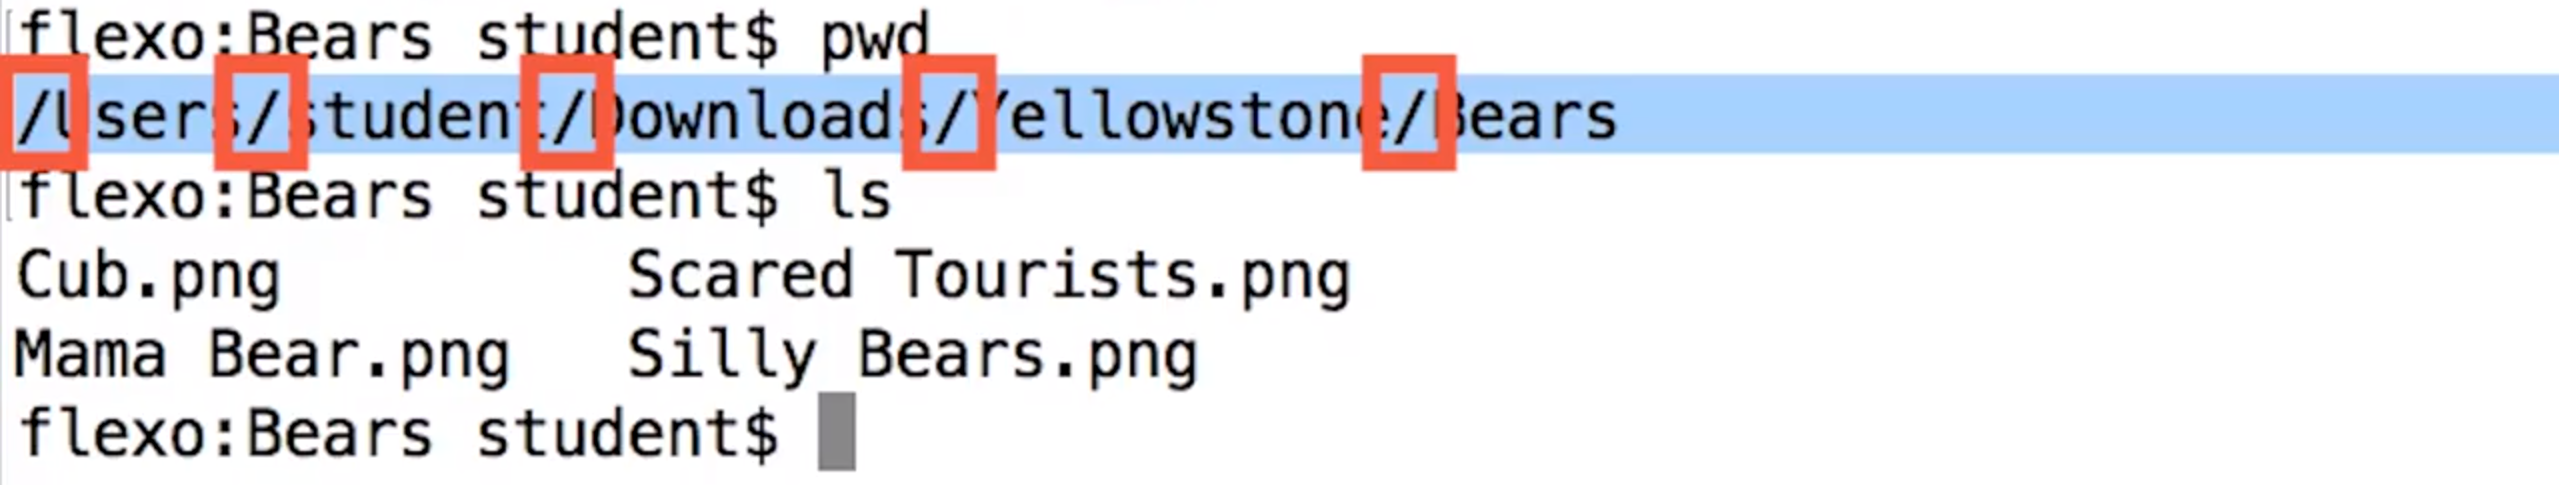 flexo:Bears student$ pwd
/Users/student/Downloads/Yellowstone/Bears
flexo:Bears student$ ls
Cub.png Scared Tourists.png
Mama Bear.png Silly Bears.png
flexo:Bears student$